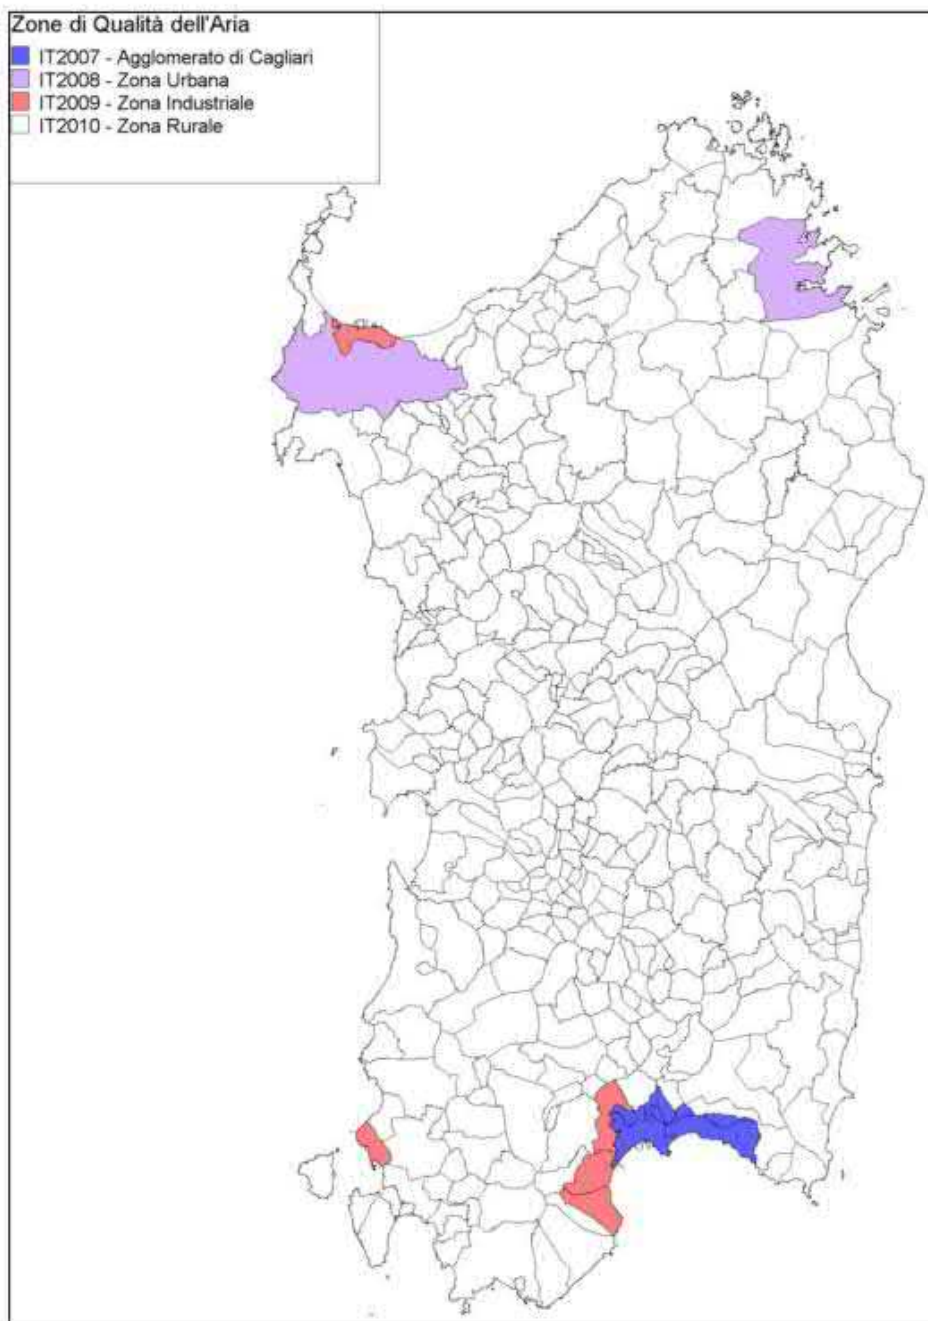 Zone di Qualità dell'Aria
IT2007 - Agglomerato di Cagliari
IT2008 - Zona Urbana
IT2009 - Zona Industriale
IT2010 - Zona Rurale